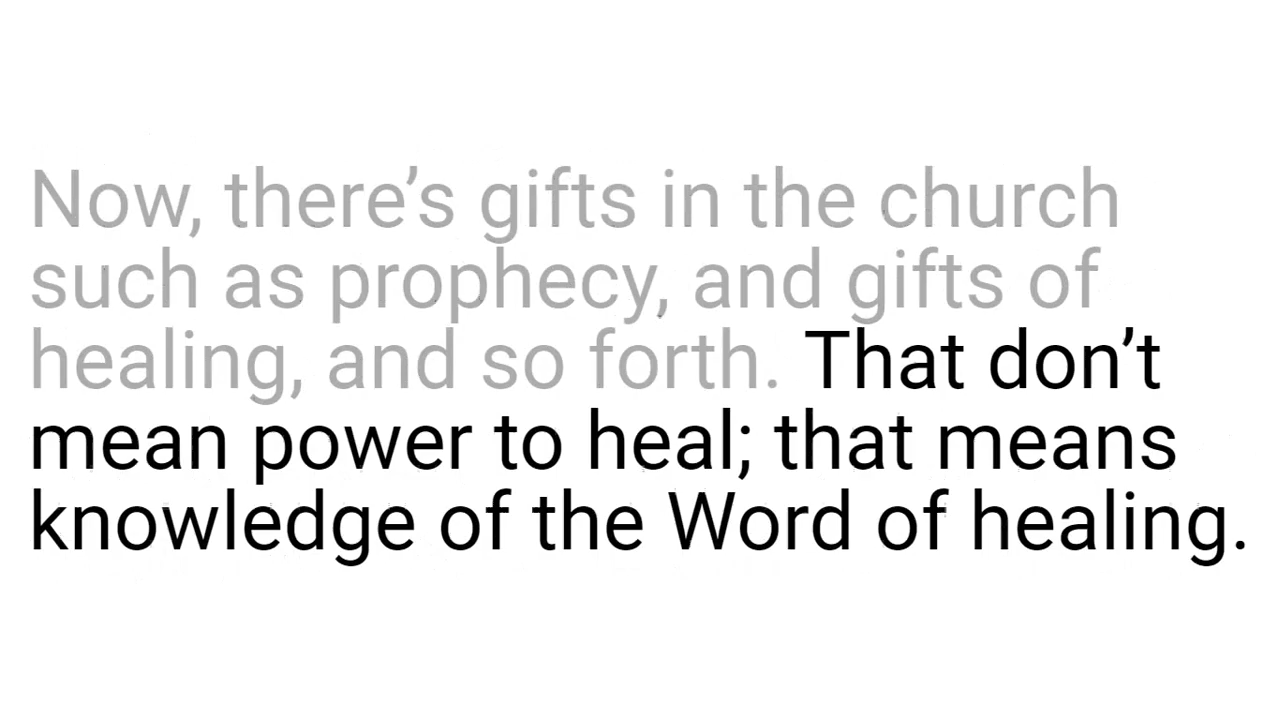 Now, there’s gifts in the church
such as prophecy, and gifts of
healing, and so forth. That don’t
mean power to heal; that means
knowledge of the Word of healing.